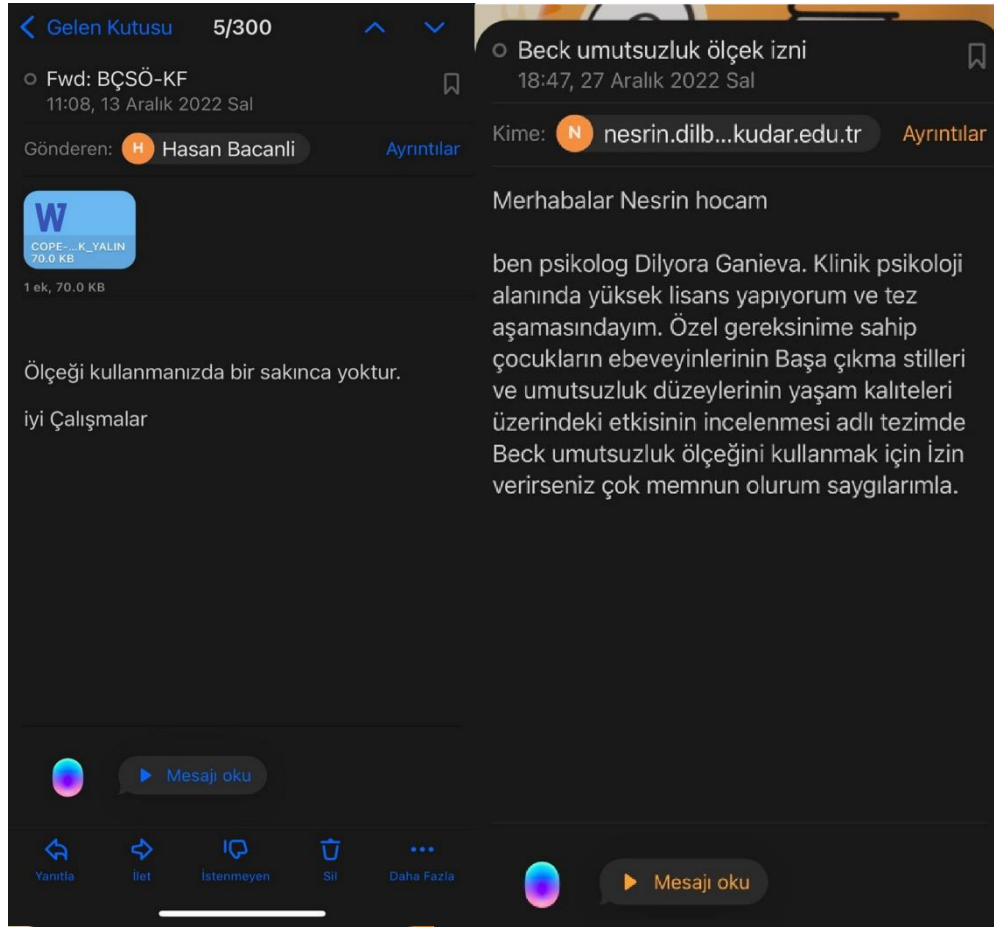 Gelen Kutusu 5/300
Fwd: BÇSÖ-KF
11:08, 13 Aralık 2022 Sal
Gönderen: H Hasan Bacanli Ayrıntılar
W
COPE-...K_YALIN
70.0 KB
1 ek, 70.0 KB
Ölçeği kullanmanızda bir sakınca yoktur.
iyi Çalışmalar
Mesajı oku
Yanıtla İlet İstenmeyen Sil Daha Fazla
Beck umutsuzluk ölçek izni
18:47, 27 Aralık 2022 Sal
Kime: N nesrin.dilb...kudar.edu.tr Ayrıntılar
Merhabalar Nesrin hocam
ben psikolog Dilyora Ganieva. Klinik psikoloji
alanında yüksek lisans yapıyorum ve tez
aşamasındayım. Özel gereksinime sahip
çocukların ebeveyinlerinin Başa çıkma stilleri
ve umutsuzluk düzeylerinin yaşam kalıteleri
üzerindeki etkisinin incelenmesi adlı tezimde
Beck umutsuzluk ölçeğini kullanmak için İzin
verirseniz çok memnun olurum saygılarımla.
Mesajı oku